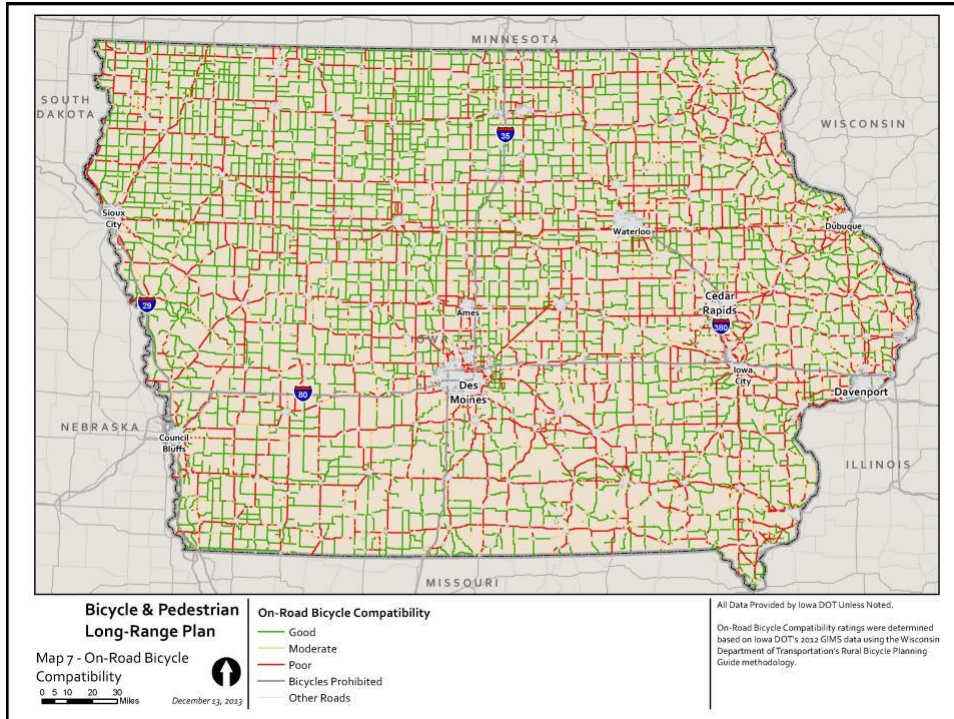 MINNESOTA
SOUTH
DAKOTA
WISCONSIN
35
Sioux
City
Waterloo
Dubuque
29
Ames
Cedar
Rapids
380
IOWA
Iowa
City
Des
Moines
80
Davenport
NEBRASKA
Council
Bluffs
ILLINOIS
MISSOURI
Bicycle & Pedestrian
Long-Range Plan
Map 7 - On-Road Bicycle
Compatibility
0 5 10 20 30
Miles
December 13, 2013
On-Road Bicycle Compatibility
Good
Moderate
Poor
Bicycles Prohibited
Other Roads
All Data Provided by Iowa DOT Unless Noted.
On-Road Bicycle Compatibility ratings were determined
based on Iowa DOT's 2012 GIMS data using the Wisconsin
Department of Transportation's Rural Bicycle Planning
Guide methodology.